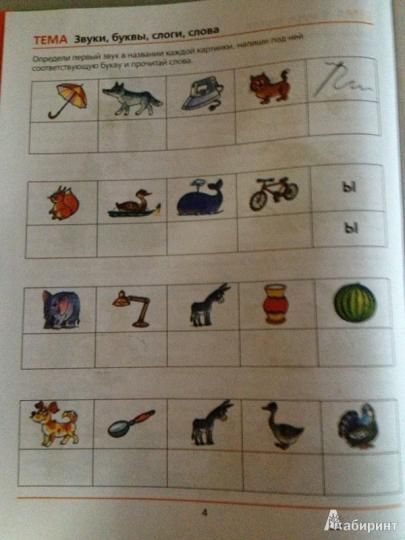 ТЕМА Звуки, буквы, слоги, слова
Определи первый звук в названии каждой картинки, напиши под ней
соответствующую букву и прочитай слова.
ы
ы
4
Лабиринт